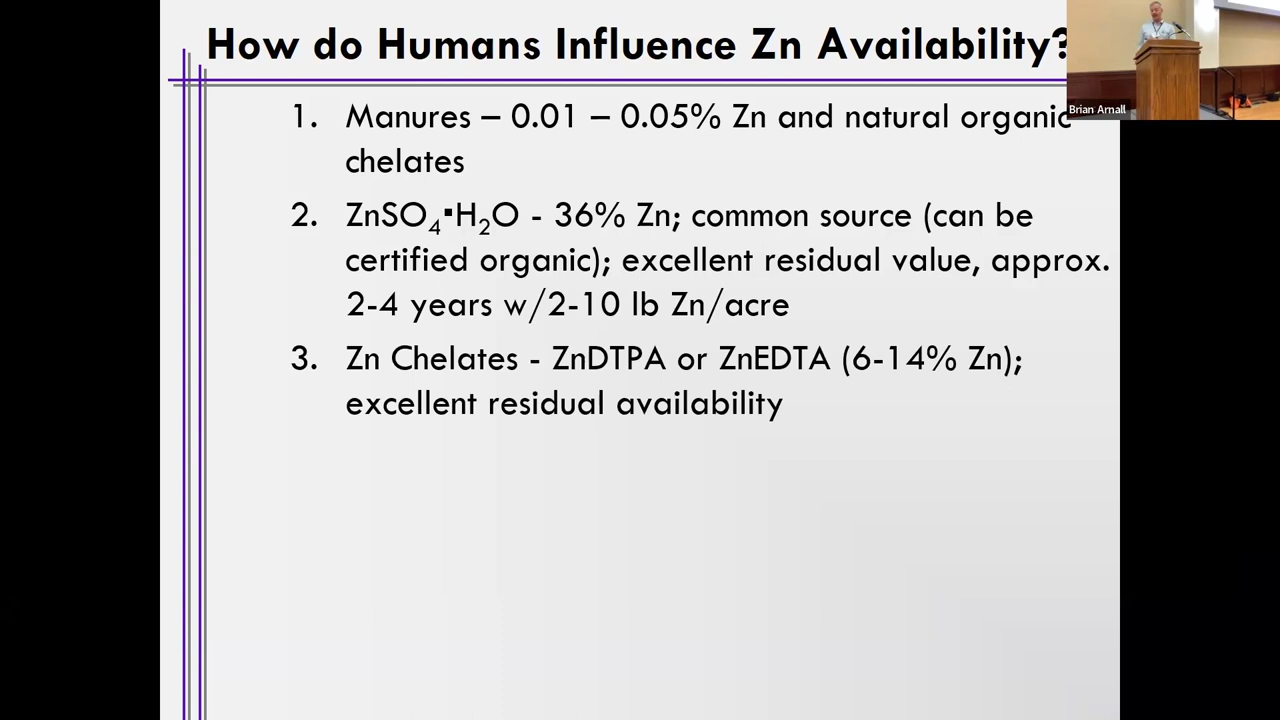 How do Humans Influence Zn Availability?
Brian Arnall
1. Manures – 0.01 – 0.05% Zn and natural organic
chelates
2. ZnSO₄▪H₂O - 36% Zn; common source (can be
certified organic); excellent residual value, approx.
2-4 years w/2-10 lb Zn/acre
3. Zn Chelates - ZnDTPA or ZnEDTA (6-14% Zn);
excellent residual availability